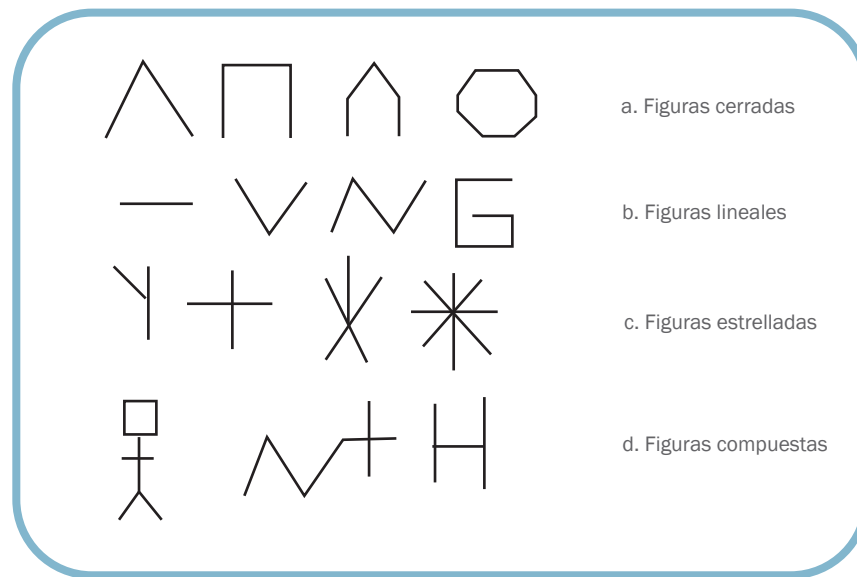 a. Figuras cerradas
b. Figuras lineales
c. Figuras estrelladas
d. Figuras compuestas